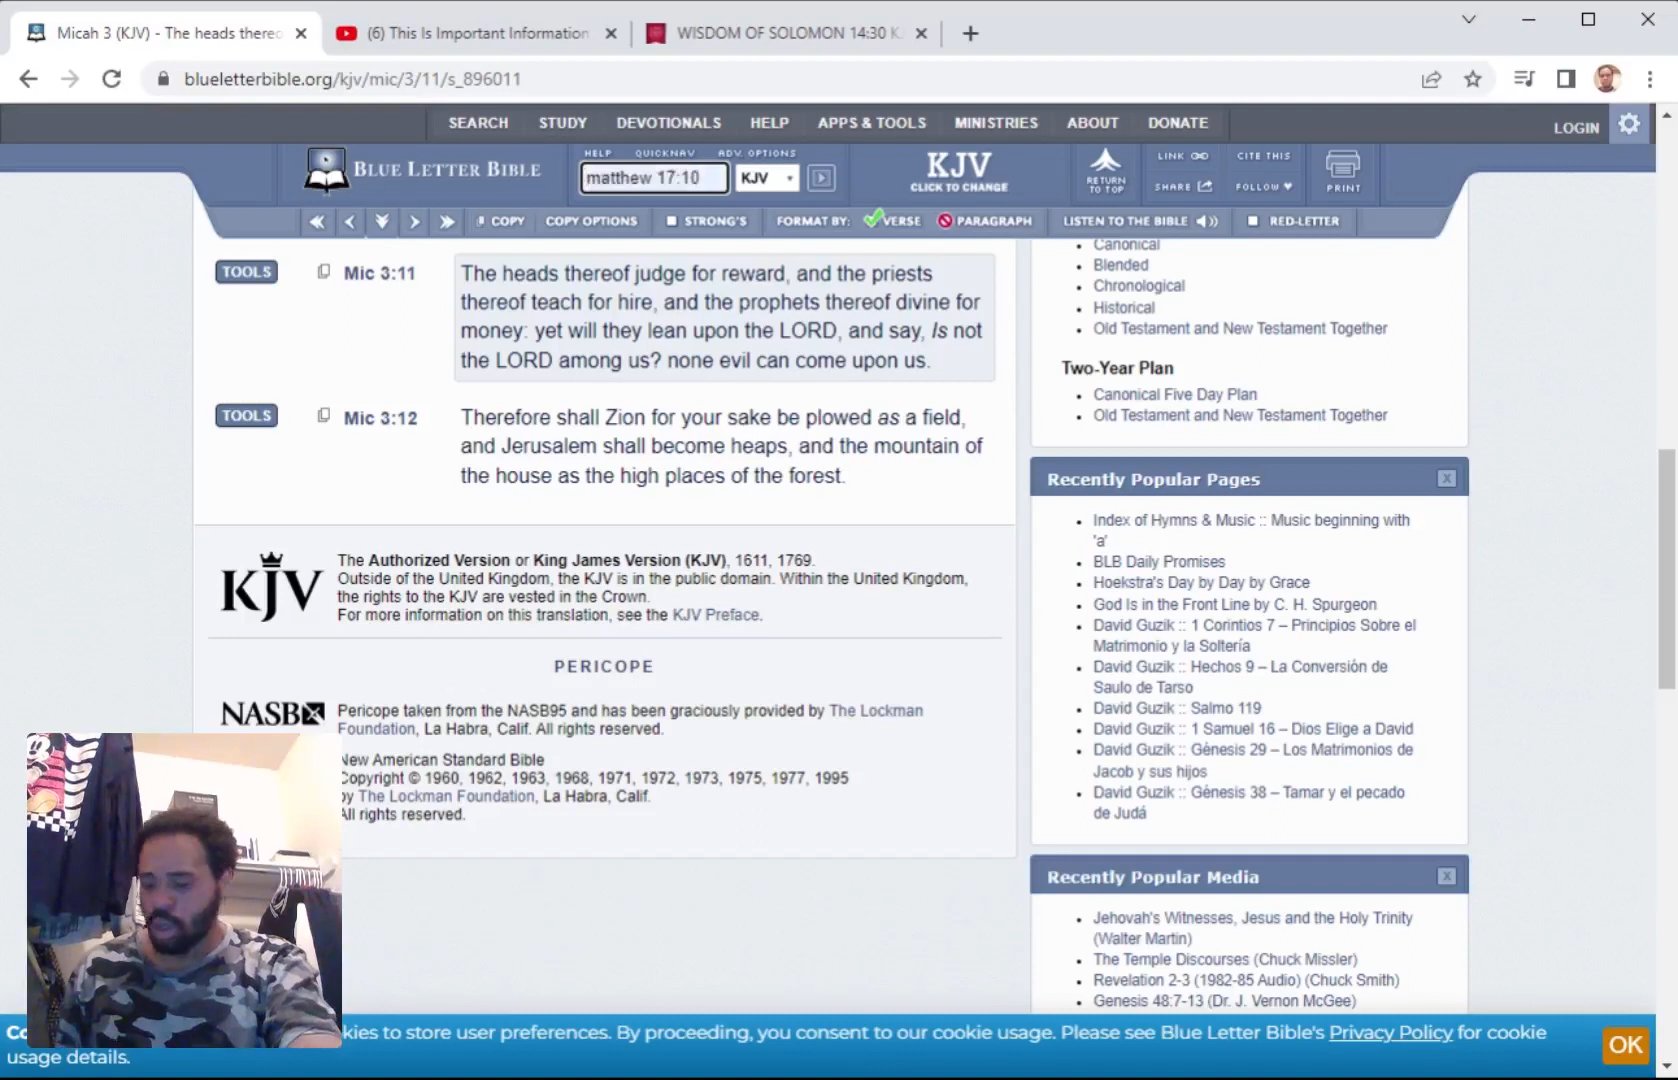 Micah 3 (KJV) - The heads thereo
(6) This Is Important Information
WISDOM OF SOLOMON 14:30 K
blueletterbible.org/kjv/mic/3/11/s_896011
SEARCH STUDY DEVOTIONALS HELP APPS & TOOLS MINISTRIES ABOUT DONATE
LOGIN
BLUE LETTER BIBLE
HELP QUICKNAV ADV. OPTIONS
matthew 17:10 KJV
KJV
CLICK TO CHANGE
RETURN
TO TOP
LINK CITE THIS
SHARE FOLLOW
PRINT
COPY COPY OPTIONS STRONG'S FORMAT BY: VERSE PARAGRAPH LISTEN TO THE BIBLE RED-LETTER
TOOLS Mic 3:11 The heads thereof judge for reward, and the priests
thereof teach for hire, and the prophets thereof divine for
money: yet will they lean upon the LORD, and say, Is not
the LORD among us? none evil can come upon us.
TOOLS Mic 3:12 Therefore shall Zion for your sake be plowed as a field,
and Jerusalem shall become heaps, and the mountain of
the house as the high places of the forest.
KJV
The Authorized Version or King James Version (KJV), 1611, 1769.
Outside of the United Kingdom, the KJV is in the public domain. Within the United Kingdom,
the rights to the KJV are vested in the Crown.
For more information on this translation, see the KJV Preface.
PERICOPE
NASB
Pericope taken from the NASB95 and has been graciously provided by The Lockman
Foundation, La Habra, Calif. All rights reserved.
New American Standard Bible
Copyright © 1960, 1962, 1963, 1968, 1971, 1972, 1973, 1975, 1977, 1995
by The Lockman Foundation, La Habra, Calif.
All rights reserved.
Canonical
Blended
Chronological
Historical
Old Testament and New Testament Together
Two-Year Plan
Canonical Five Day Plan
Old Testament and New Testament Together
Recently Popular Pages
Index of Hymns & Music :: Music beginning with
'a'
BLB Daily Promises
Hoekstra's Day by Day by Grace
God Is in the Front Line by C. H. Spurgeon
David Guzik :: 1 Corintios 7 – Principios Sobre el
Matrimonio y la Soltería
David Guzik :: Hechos 9 – La Conversión de
Saulo de Tarso
David Guzik :: Salmo 119
David Guzik :: 1 Samuel 16 – Dios Elige a David
David Guzik :: Génesis 29 – Los Matrimonios de
Jacob y sus hijos
David Guzik :: Génesis 38 – Tamar y el pecado
de Judá
Recently Popular Media
Jehovah's Witnesses, Jesus and the Holy Trinity
(Walter Martin)
The Temple Discourses (Chuck Missler)
Revelation 2-3 (1982-85 Audio) (Chuck Smith)
Genesis 48:7-13 (Dr. J. Vernon McGee)
Co kies to store user preferences. By proceeding, you consent to our cookie usage. Please see Blue Letter Bible's Privacy Policy for cookie
usage details.
OK